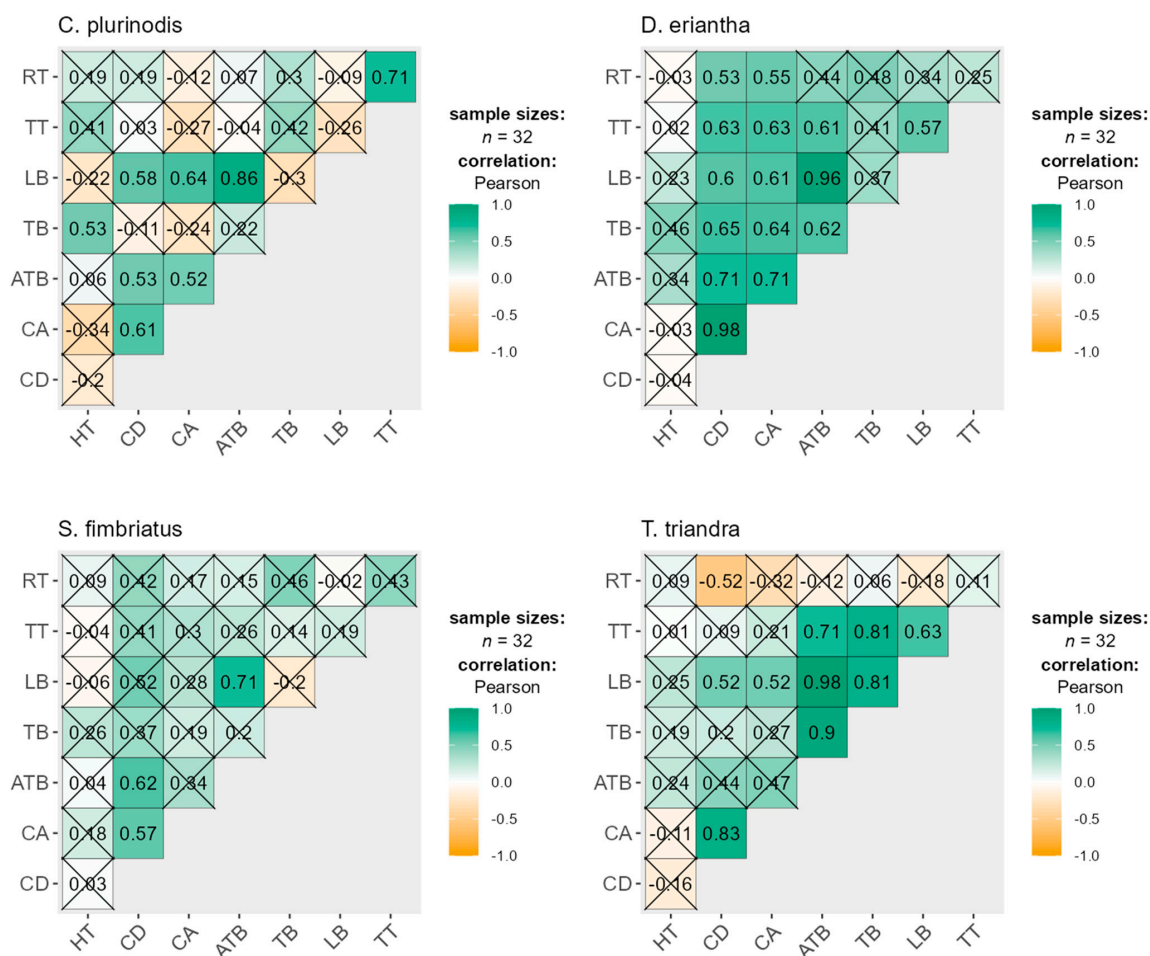 C. plurinodis
RT 0.19 0.19 -0.12 0.07 0.3 -0.09 0.71
TT 0.41 0.03 -0.27 -0.04 0.42 -0.26
LB -0.22 0.58 0.64 0.86 -0.3
TB 0.53 -0.11 -0.24 0.22
ATB 0.06 0.53 0.52
CA -0.34 0.61
CD -0.2
HT CD CA ATB TB LB TT
sample sizes:
n = 32
correlation:
Pearson
1.0
0.5
0.0
-0.5
-1.0
D. eriantha
RT -0.03 0.53 0.55 0.44 0.48 0.34 0.25
TT 0.02 0.63 0.63 0.61 0.41 0.57
LB 0.23 0.6 0.61 0.96 0.37
TB 0.46 0.65 0.64 0.62
ATB 0.34 0.71 0.71
CA -0.03 0.98
CD -0.04
HT CD CA ATB TB LB TT
sample sizes:
n = 32
correlation:
Pearson
1.0
0.5
0.0
-0.5
-1.0
S. fimbriatus
RT 0.09 0.42 0.17 0.15 0.46 -0.02 0.43
TT -0.04 0.41 0.3 0.26 0.14 0.19
LB -0.06 0.52 0.28 0.71 -0.2
TB 0.26 0.37 0.19 0.2
ATB 0.04 0.62 0.34
CA 0.18 0.57
CD 0.03
HT CD CA ATB TB LB TT
sample sizes:
n = 32
correlation:
Pearson
1.0
0.5
0.0
-0.5
-1.0
T. triandra
RT 0.09 -0.52 -0.32 -0.12 0.06 -0.18 0.11
TT 0.01 0.09 0.21 0.71 0.81 0.63
LB 0.25 0.52 0.52 0.98 0.81
TB 0.19 0.2 0.27 0.9
ATB 0.24 0.44 0.47
CA -0.11 0.83
CD -0.16
HT CD CA ATB TB LB TT
sample sizes:
n = 32
correlation:
Pearson
1.0
0.5
0.0
-0.5
-1.0